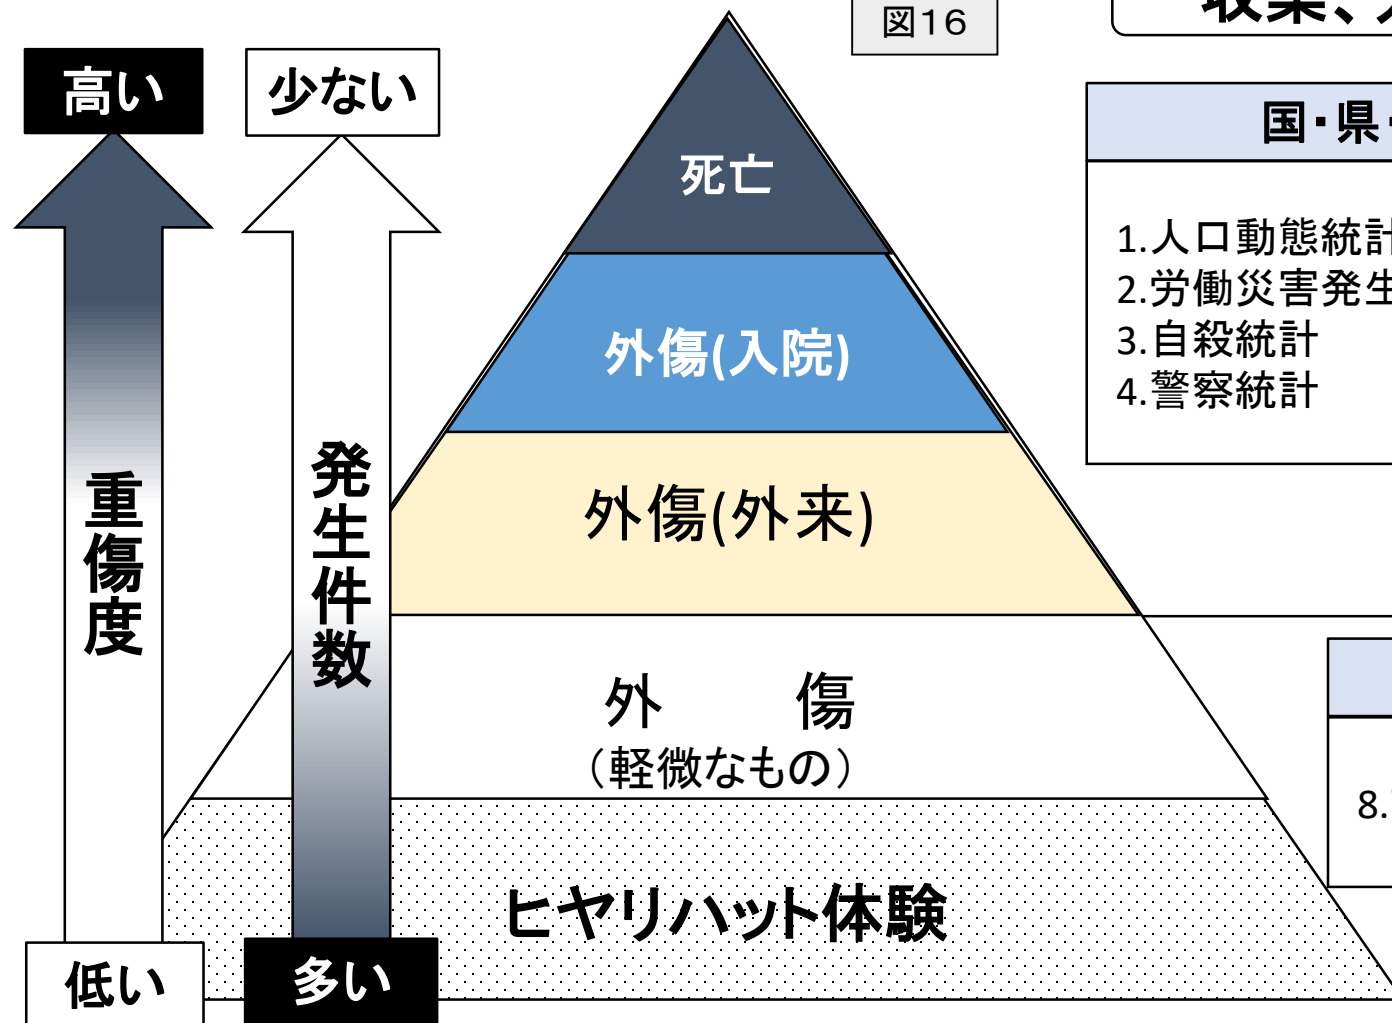 図16
収集、
高い
少ない
国・県・
死亡
1.人口動態統計
2.労働災害発生
3.自殺統計
4.警察統計
外傷(入院)
重傷度
発生件数
外傷(外来)
外　　傷
（軽微なもの）
8.
ヒヤリハット体験
低い
多い